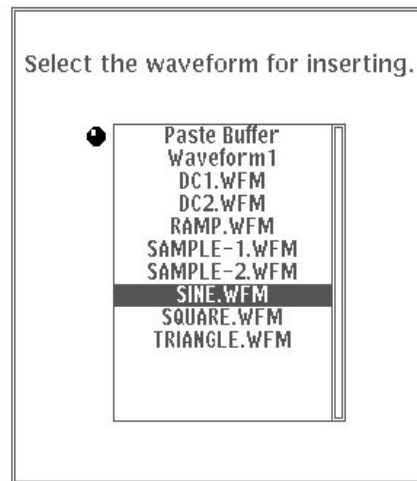 Select the waveform for inserting.
Paste Buffer
Waveform1
DC1.WFM
DC2.WFM
RAMP.WFM
SAMPLE-1.WFM
SAMPLE-2.WFM
SINE.WFM
SQUARE.WFM
TRIANGLE.WFM